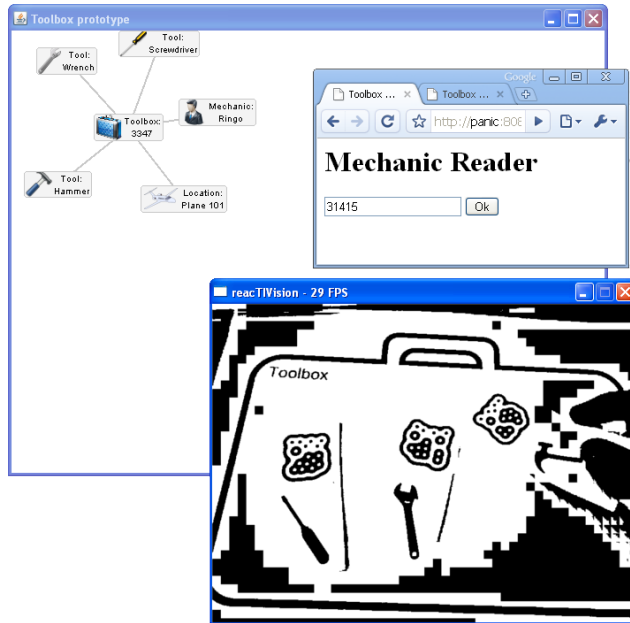 Toolbox prototype
Tool:
Screwdriver
Tool:
Wrench
Mechanic:
Ringo
Toolbox:
3347
Tool:
Hammer
Location:
Plane 101
Google
Toolbox ...
Toolbox ...
http://panic:808
Mechanic Reader
31415
Ok
reacTIVision - 29 FPS
Toolbox